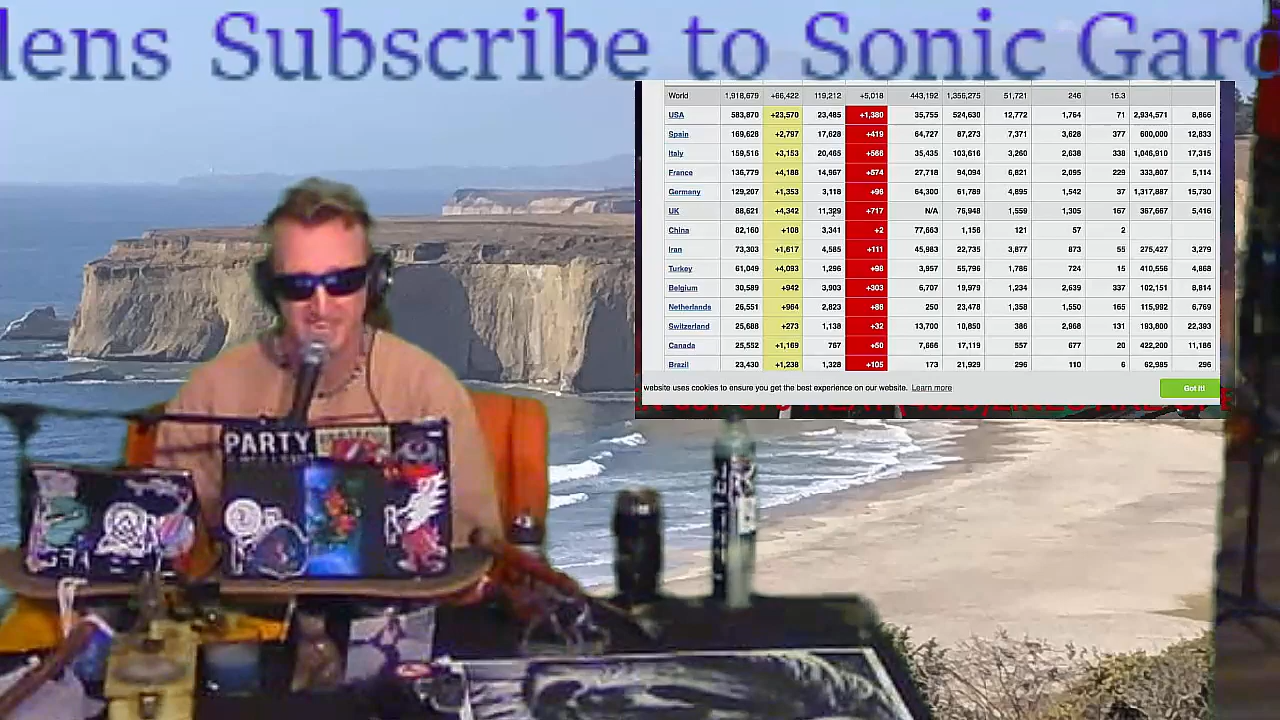 dens Subscribe to Sonic Gard
World 1,918,679 +66,422 119,212 +5,018 443,192 1,356,275 51,721 246 15.3
USA 583,870 +23,570 23,485 +1,380 35,755 524,630 12,772 1,764 71 2,934,571 8,866
Spain 169,628 +2,797 17,628 +419 64,727 87,273 7,371 3,628 377 600,000 12,833
Italy 159,516 +3,153 20,465 +566 35,435 103,616 3,260 2,638 338 1,046,910 17,315
France 136,779 +4,188 14,967 +574 27,718 94,094 6,821 2,095 229 333,807 5,114
Germany 129,207 +1,353 3,118 +96 64,300 61,789 4,895 1,542 37 1,317,887 15,730
UK 88,621 +4,342 11,329 +717 N/A 76,948 1,559 1,305 167 367,667 5,416
China 82,160 +108 3,341 +2 77,663 1,156 121 57 2
Iran 73,303 +1,617 4,585 +111 45,983 22,735 3,877 873 55 275,427 3,279
Turkey 61,049 +4,093 1,296 +98 3,957 55,796 1,786 724 15 410,556 4,868
Belgium 30,589 +942 3,903 +303 6,707 19,979 1,234 2,639 337 102,151 8,814
Netherlands 26,551 +964 2,823 +86 250 23,478 1,358 1,550 165 115,992 6,769
Switzerland 25,688 +273 1,138 +32 13,700 10,850 386 2,968 131 193,800 22,393
Canada 25,552 +1,169 767 +50 7,666 17,119 557 677 20 422,200 11,186
Brazil 23,430 +1,238 1,328 +105 173 21,929 296 110 6 62,985 296
website uses cookies to ensure you get the best experience on our website. Learn more Got it!
PARTY